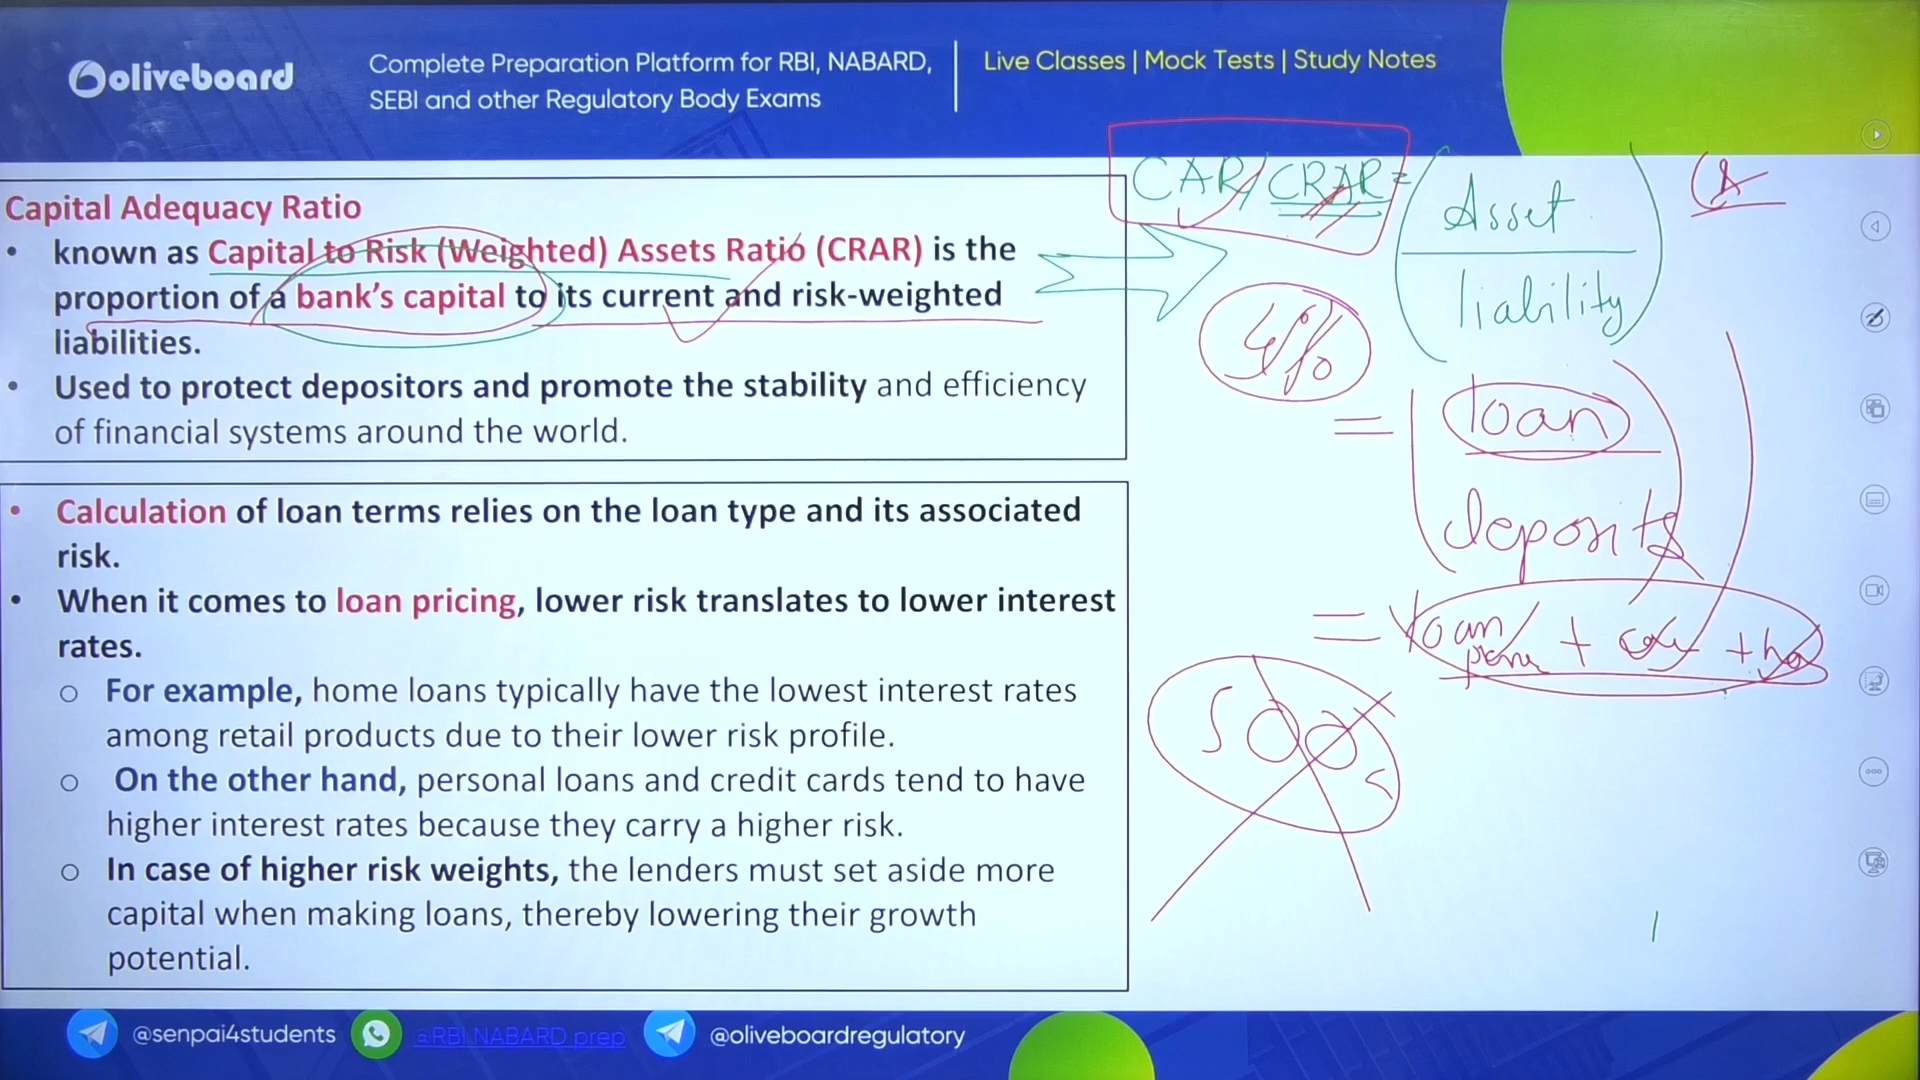 oliveboard
Complete Preparation Platform for RBI, NABARD,
SEBI and other Regulatory Body Exams
Live Classes | Mock Tests | Study Notes
Capital Adequacy Ratio
• known as Capital to Risk (Weighted) Assets Ratio (CRAR) is the
proportion of a bank's capital to its current and risk-weighted
liabilities.
• Used to protect depositors and promote the stability and efficiency
of financial systems around the world.
• Calculation of loan terms relies on the loan type and its associated
risk.
• When it comes to loan pricing, lower risk translates to lower interest
rates.
o For example, home loans typically have the lowest interest rates
among retail products due to their lower risk profile.
o On the other hand, personal loans and credit cards tend to have
higher interest rates because they carry a higher risk.
o In case of higher risk weights, the lenders must set aside more
capital when making loans, thereby lowering their growth
potential.
CAR/CRAR = (Asset
liability)
= (loan
deposits)
= loan + +
@senpai4students
@RBI NABARD prep
@oliveboardregulatory